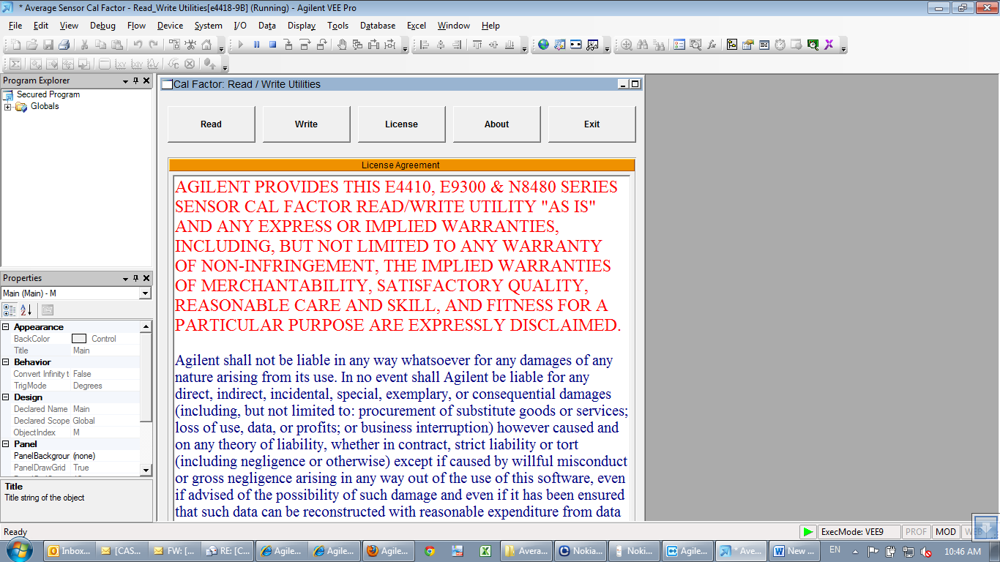 * Average Sensor Cal Factor - Read_Write Utilities[e4418-9B] (Running) - Agilent VEE Pro
File Edit View Debug Flow Device System I/O Data Display Tools Database Excel Window Help
Program Explorer
Secured Program
Globals
Properties
Main (Main) - M
Appearance
BackColor Control
Title Main
Behavior
Convert Infinity t False
TrigMode Degrees
Design
Declared Name Main
Declared Scope Global
ObjectIndex M
Panel
PanelBackgrour (none)
PanelDrawGrid True
Title
Title string of the object
Cal Factor: Read / Write Utilities
Read Write License About Exit
License Agreement
AGILENT PROVIDES THIS E4410, E9300 & N8480 SERIES
SENSOR CAL FACTOR READ/WRITE UTILITY "AS IS"
AND ANY EXPRESS OR IMPLIED WARRANTIES,
INCLUDING, BUT NOT LIMITED TO ANY WARRANTY
OF NON-INFRINGEMENT, THE IMPLIED WARRANTIES
OF MERCHANTABILITY, SATISFACTORY QUALITY,
REASONABLE CARE AND SKILL, AND FITNESS FOR A
PARTICULAR PURPOSE ARE EXPRESSLY DISCLAIMED.
Agilent shall not be liable in any way whatsoever for any damages of any
nature arising from its use. In no event shall Agilent be liable for any
direct, indirect, incidental, special, exemplary, or consequential damages
(including, but not limited to: procurement of substitute goods or services;
loss of use, data, or profits; or business interruption) however caused and
on any theory of liability, whether in contract, strict liability or tort
(including negligence or otherwise) except if caused by willful misconduct
or gross negligence arising in any way out of the use of this software, even
if advised of the possibility of such damage and even if it has been ensured
that such data can be reconstructed with reasonable expenditure from data
Ready
ExecMode: VEE9 PROF MOD WEB
Inbox... [CAS... FW: [... RE: [C... Agile... Agile... Agile... Avera... Nokia... Noki... Agile... * Ave... New ... EN 10:46 AM